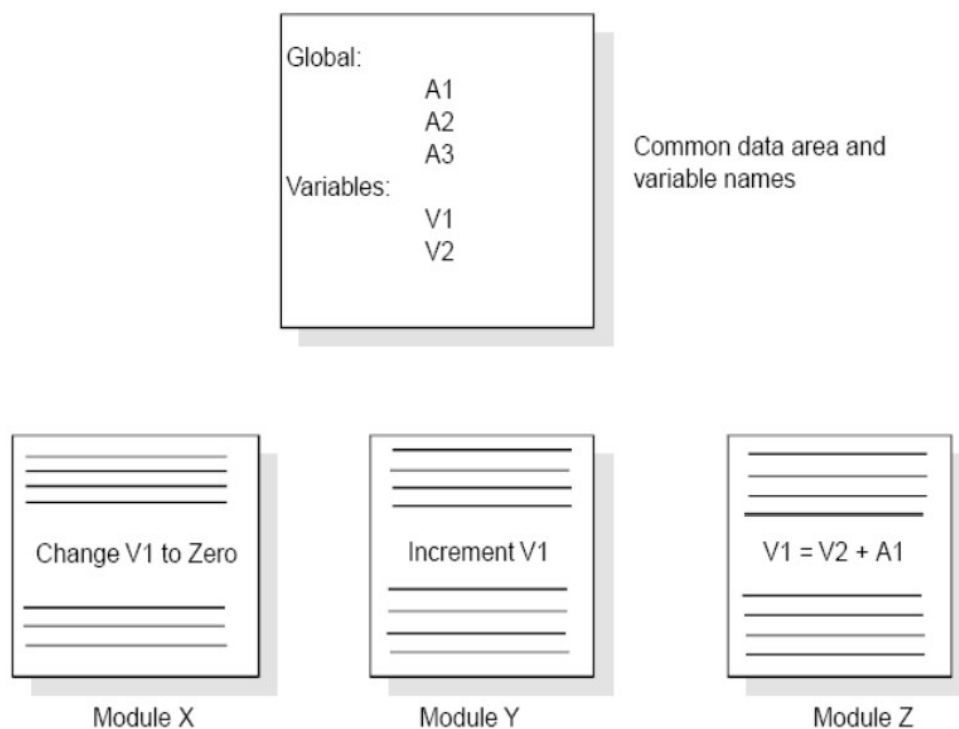 Global:
A1
A2
A3
Variables:
V1
V2
Common data area and
variable names
Change V1 to Zero
Increment V1
V1 = V2 + A1
Module X
Module Y
Module Z